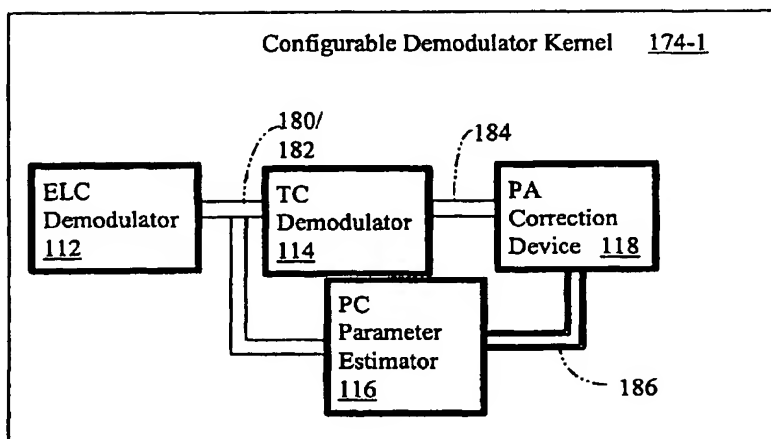 Configurable Demodulator Kernel 174-1
180/
182
184
ELC
Demodulator
112
TC
Demodulator
114
PA
Correction
Device 118
PC
Parameter
Estimator
116
186